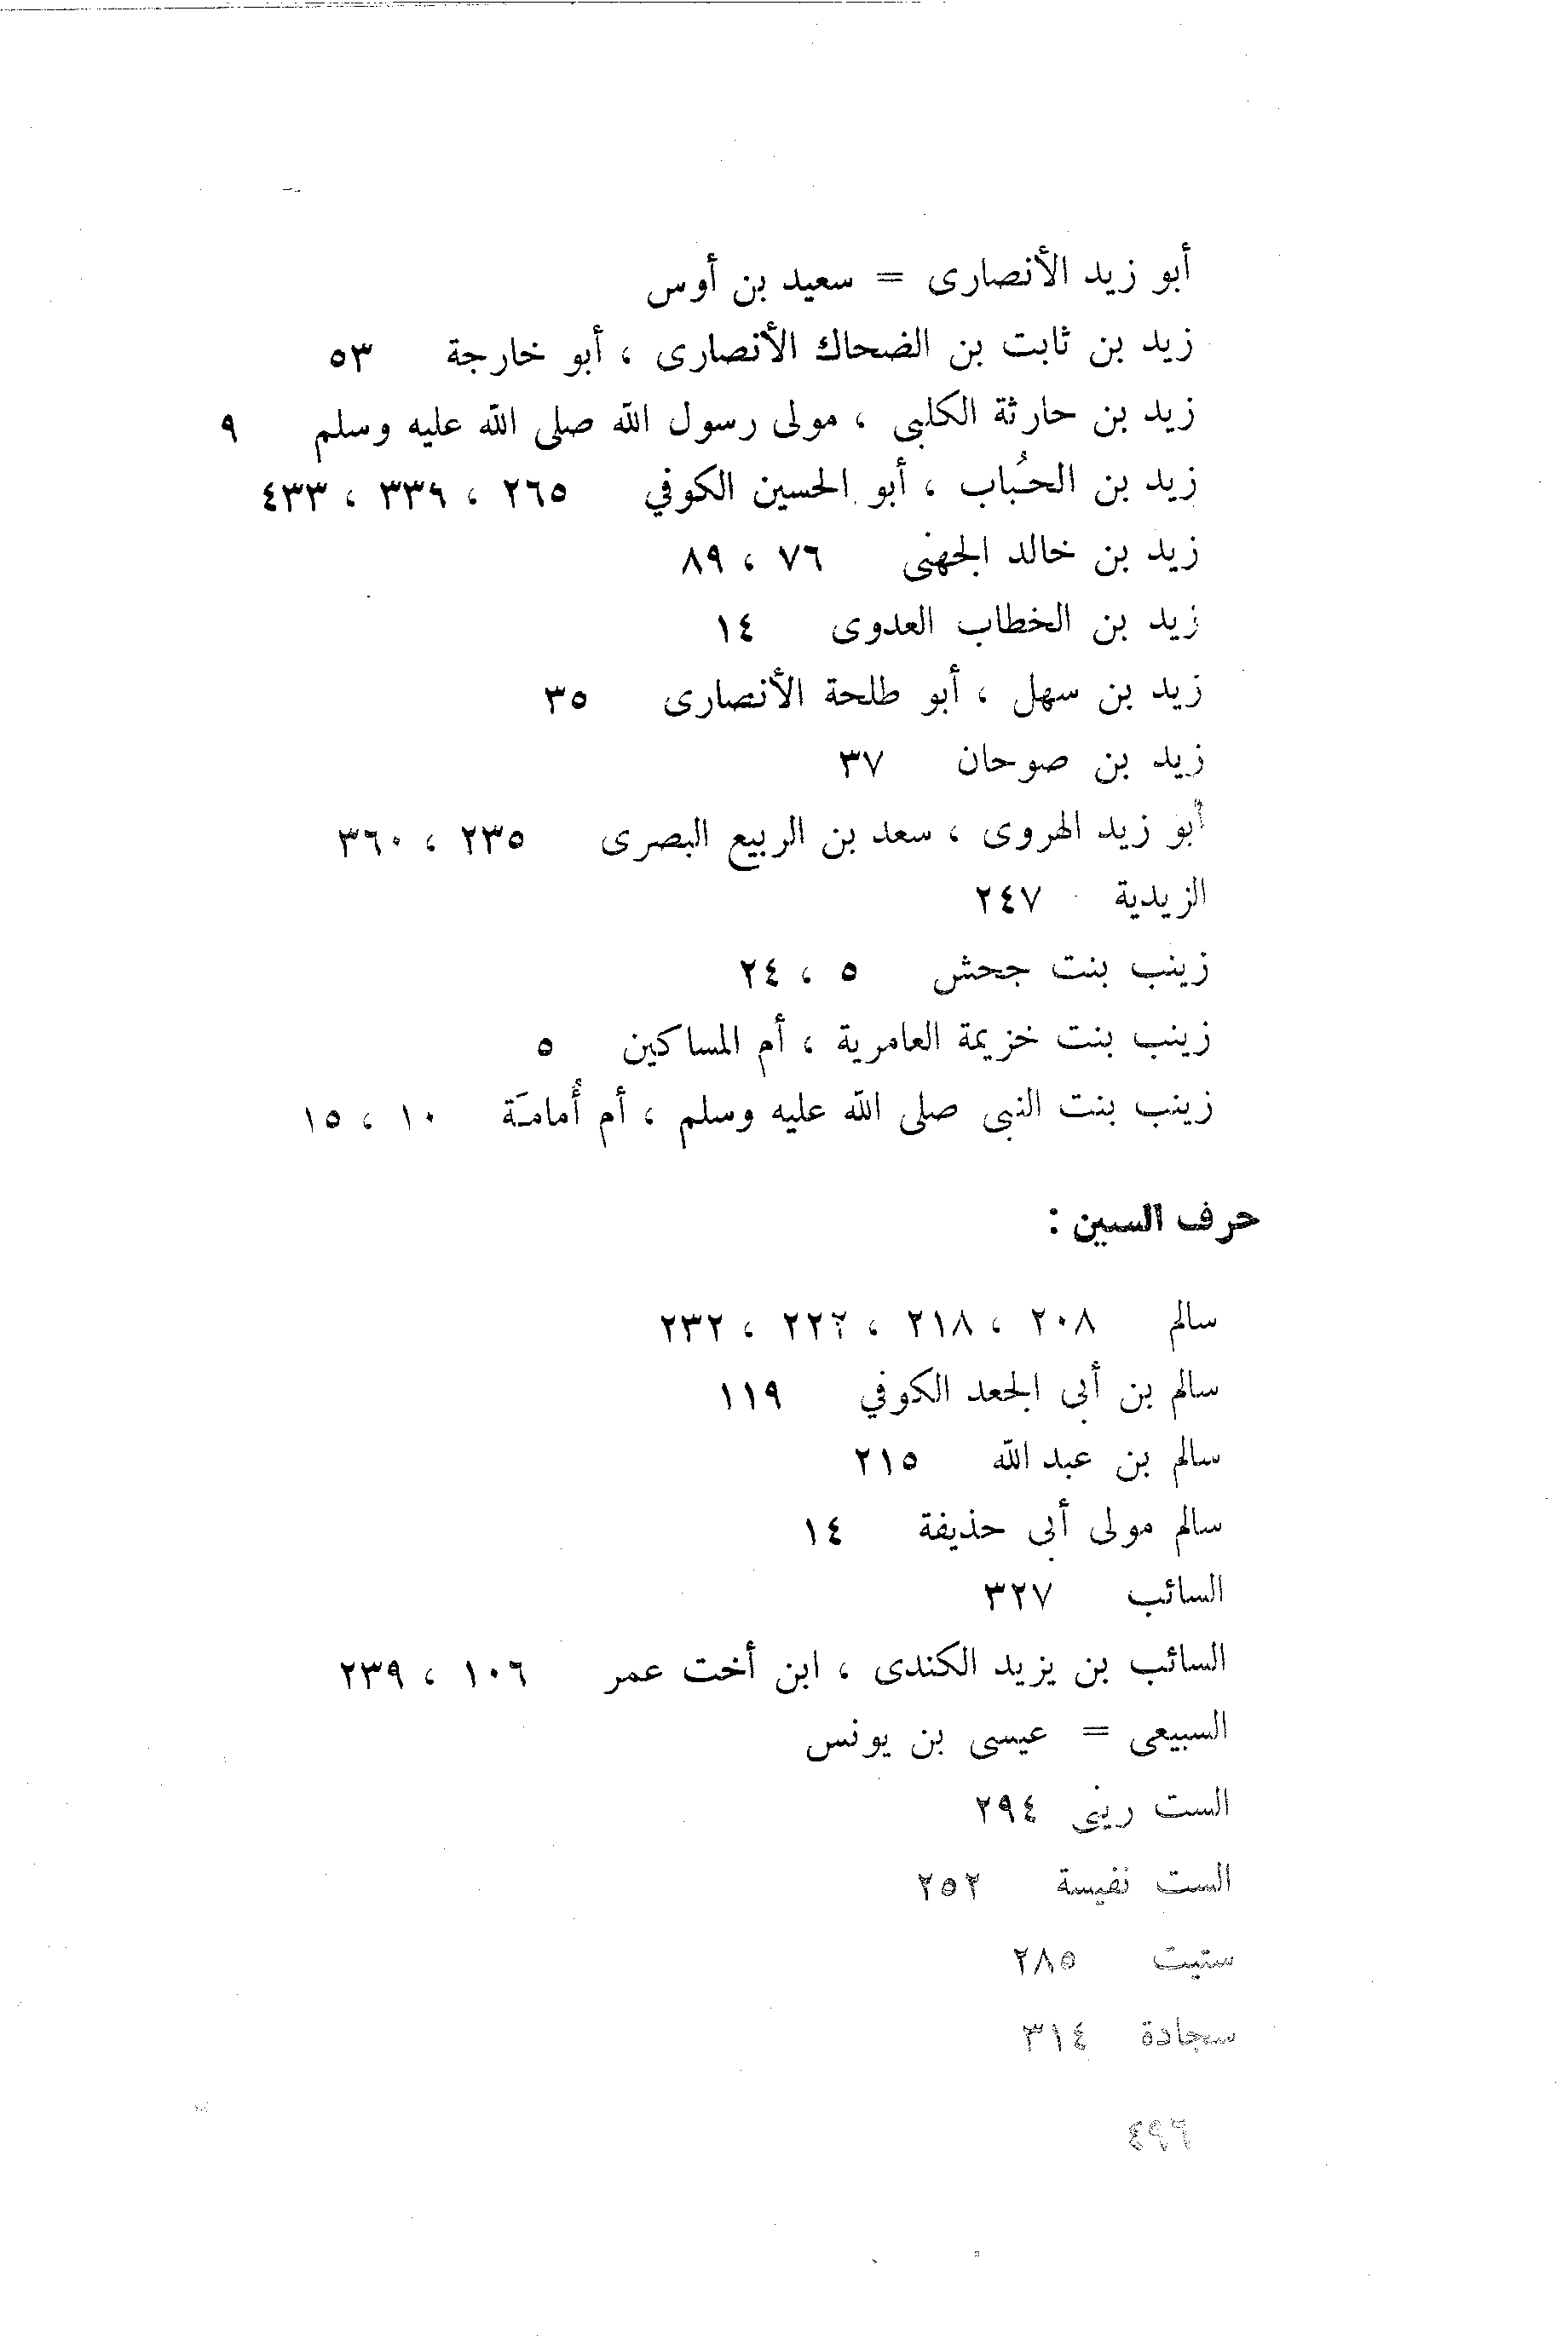 أبو زيد الأنصارى = سعيد بن أوس
زيد بن ثابت بن الضحاك الأنصارى ، أبو خارجة ٥٣
زيد بن حارثة الكلبى ، مولى رسول الله صلى الله عليه وسلم ٩
زيد بن الحُباب ، أبو الحسين الكوفي ٢٦٥ ، ٣٣٩ ، ٤٣٣
زيد بن خالد الجهنى ٧٦ ، ٨٩
زيد بن الخطاب العدوى ١٤
زيد بن سهل ، أبو طلحة الأنصارى ٣٥
زيد بن صوحان ٣٧
أبو زيد الهروى ، سعد بن الربيع البصرى ٢٣٥ ، ٣٦٠
الزيدية ٢٤٧
زينب بنت جحش ٥ ، ٢٤
زينب بنت خزيمة العامرية ، أم المساكين ٥
زينب بنت النبى صلى الله عليه وسلم ، أم أُمامَة ١٠ ، ١٥
حرف السين :
سالم ٢٠٨ ، ٢١٨ ، ، ٢٣٢
سالم بن أبى الجعد الكوفي ١١٩
سالم بن عبد الله ٢١٥
سالم مولى أبى حذيفة ١٤
السائب ٣٢٧
السائب بن يزيد الكندى ، ابن أخت عمر ١٠٦ ، ٢٣٩
السبيعى = عيسى بن يونس
الست رينى ٢٩٤
الست نفيسة ٢٥٢
ستيت ٢٨٥
سجادة ٣١٤
٤٩٦